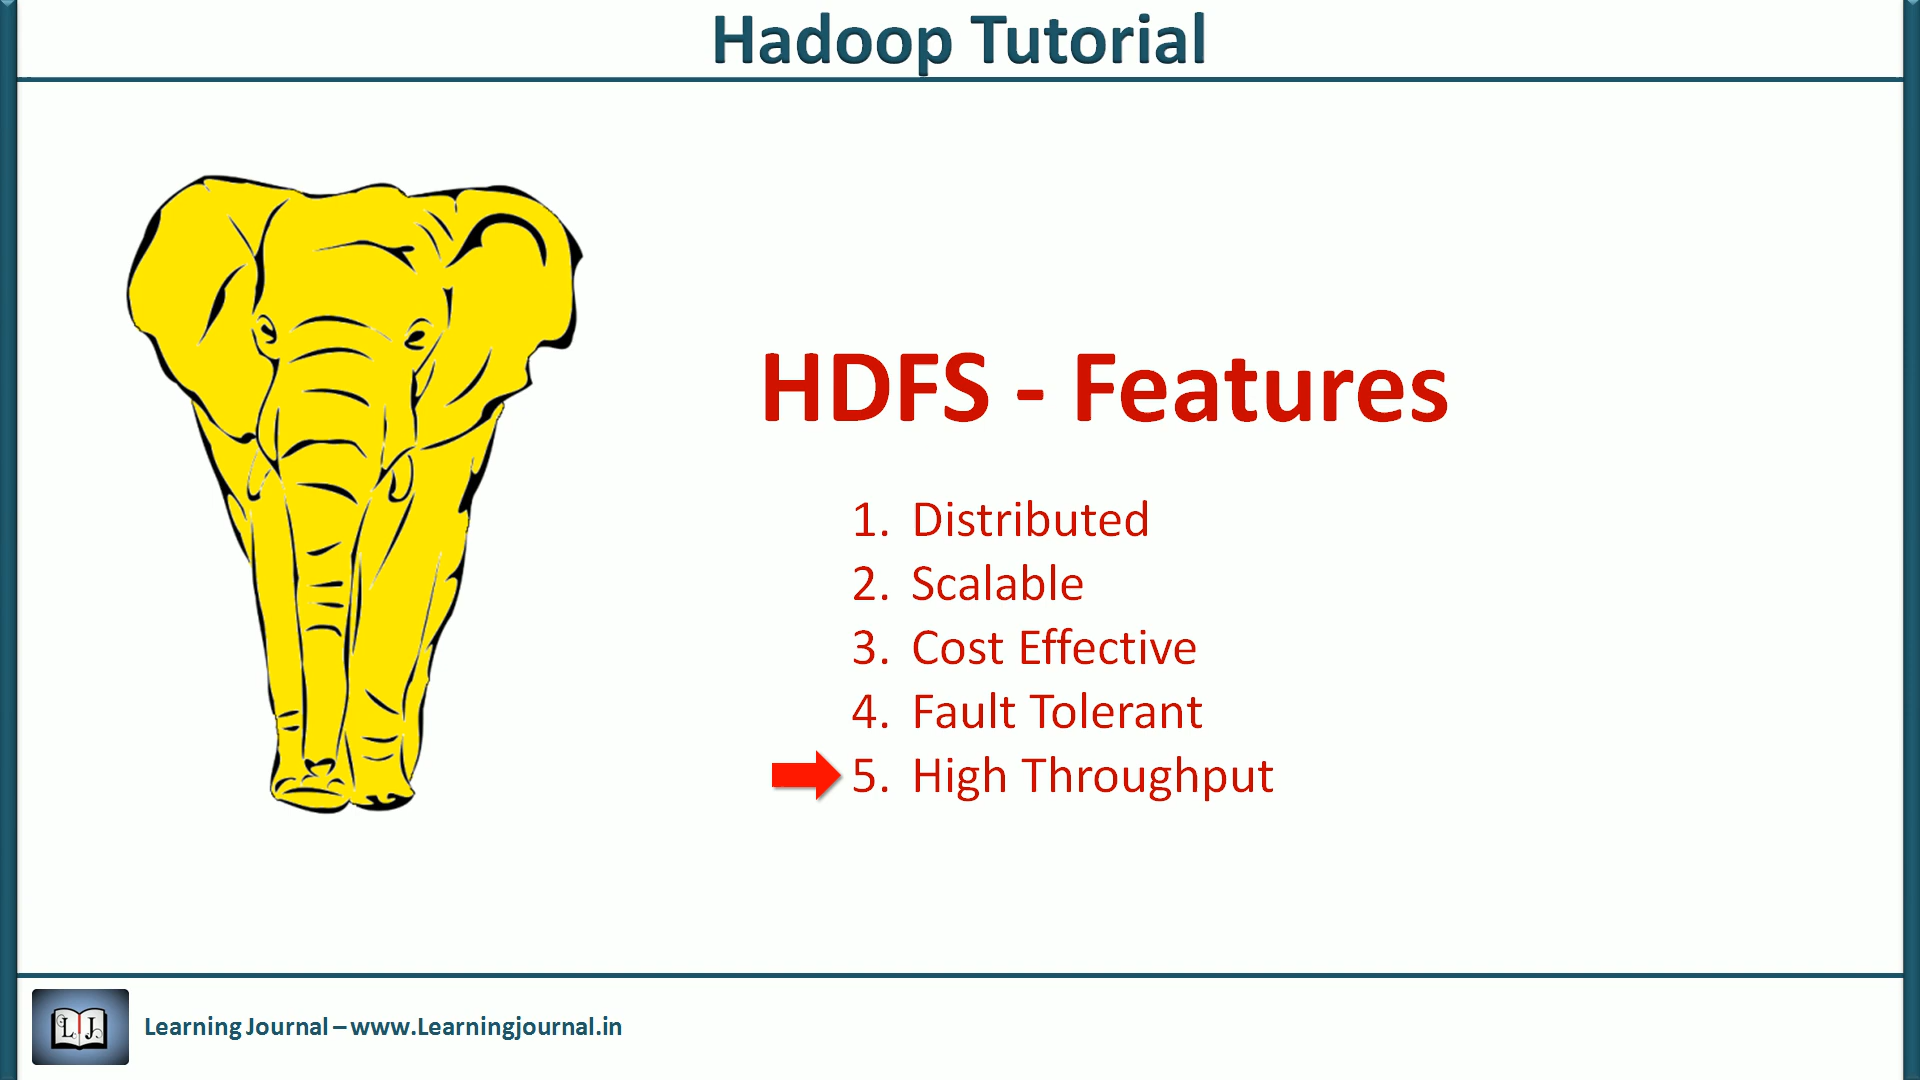 Hadoop Tutorial
HDFS - Features
1. Distributed
2. Scalable
3. Cost Effective
4. Fault Tolerant
5. High Throughput
L J
Learning Journal – www.Learningjournal.in